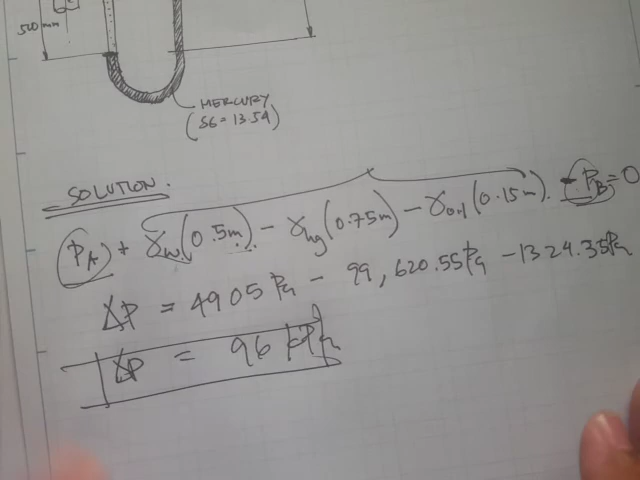 500 mm
MERCURY
(SG = 13.54)
SOLUTION.
PA + γw(0.5m) - γhg(0.75m) - γoil(0.15m) - PB = 0
ΔP = 4905 Pa - 99,620.55 Pa - 1324.35 Pa
ΔP = 96 kPa